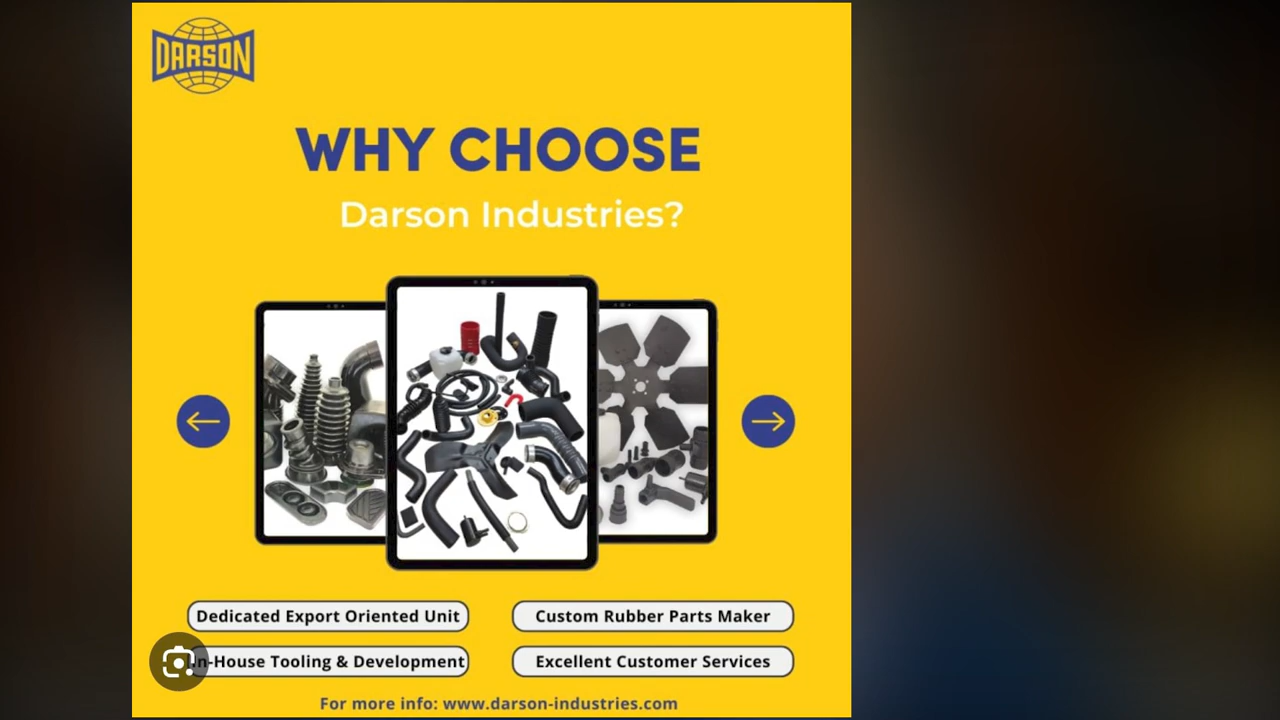 DARSON
WHY CHOOSE
Darson Industries?
Dedicated Export Oriented Unit
Custom Rubber Parts Maker
In-House Tooling & Development
Excellent Customer Services
For more info: www.darson-industries.com